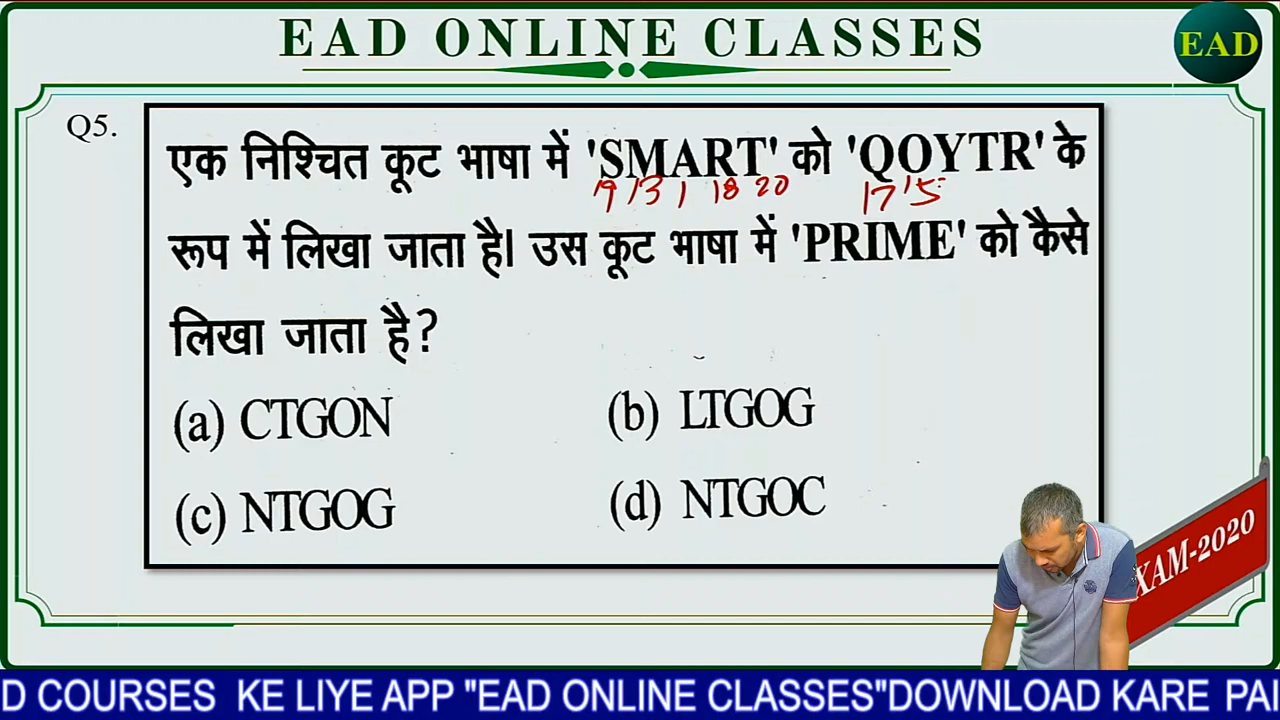 EAD ONLINE CLASSES
EAD
Q5.
एक निश्चित कूट भाषा में 'SMART' को 'QOYTR' के
19 13 1 18 20 17 15
रूप में लिखा जाता है। उस कूट भाषा में 'PRIME' को कैसे
लिखा जाता है?
(a) CTGON (b) LTGOG
(c) NTGOG (d) NTGOC
XAM-2020
D COURSES KE LIYE APP "EAD ONLINE CLASSES"DOWNLOAD KARE PAI